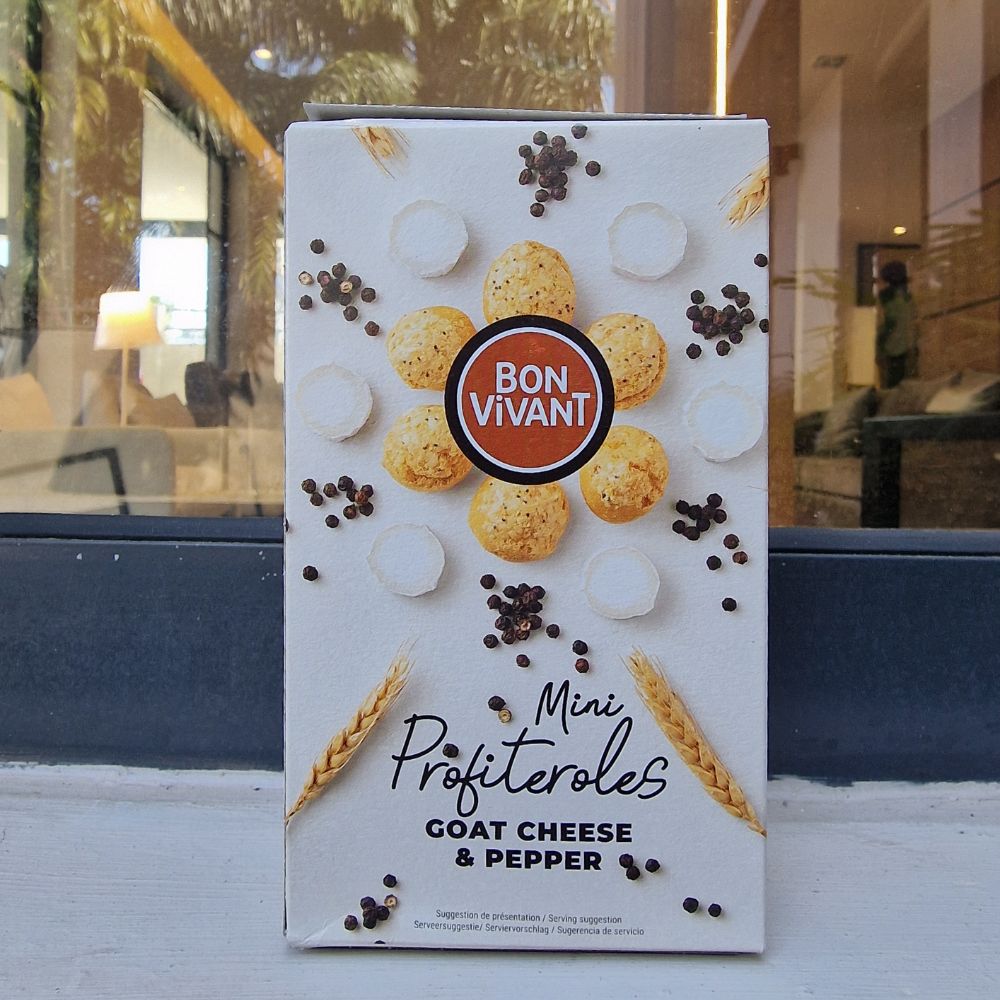 BON
ViVANT
Mini
Profiteroles
GOAT CHEESE
& PEPPER
Suggestion de présentation / Serving suggestion
Serveersuggestie/ Serviervorschlag / Sugerencia de servicio